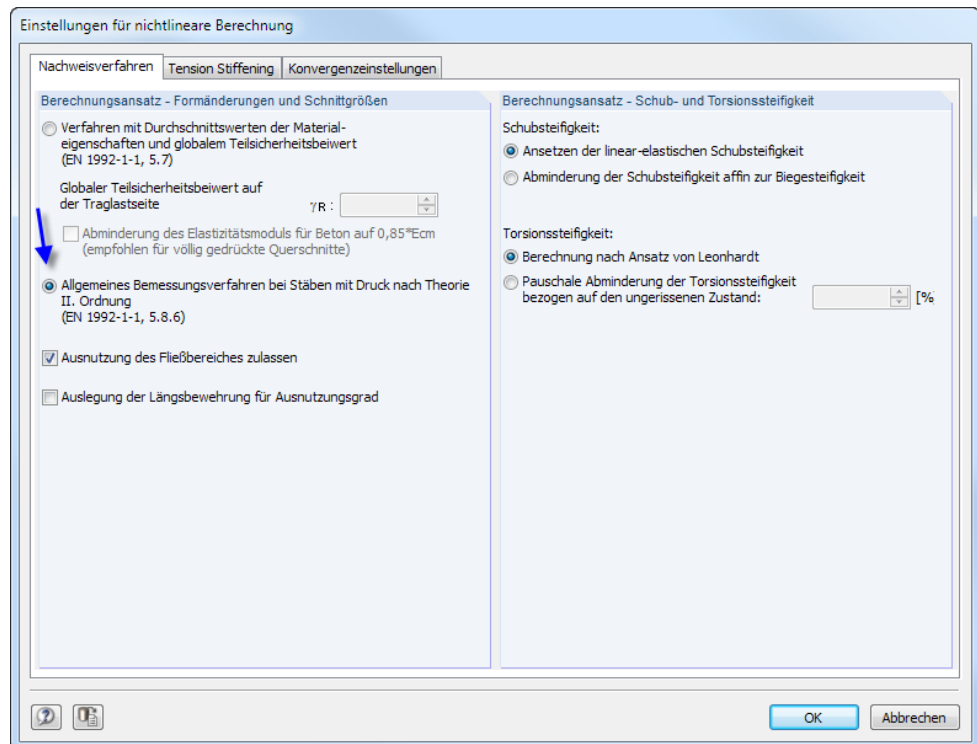 Einstellungen für nichtlineare Berechnung
Nachweisverfahren
Tension Stiffening
Konvergenzeinstellungen
Berechnungsansatz - Formänderungen und Schnittgrößen
Verfahren mit Durchschnittswerten der Material-
eigenschaften und globalem Teilsicherheitsbeiwert
(EN 1992-1-1, 5.7)
Globaler Teilsicherheitsbeiwert auf
der Traglastseite
γR :
Abminderung des Elastizitätsmoduls für Beton auf 0,85*Ecm
(empfohlen für völlig gedrückte Querschnitte)
Allgemeines Bemessungsverfahren bei Stäben mit Druck nach Theorie
II. Ordnung
(EN 1992-1-1, 5.8.6)
Ausnutzung des Fließbereiches zulassen
Auslegung der Längsbewehrung für Ausnutzungsgrad
Berechnungsansatz - Schub- und Torsionssteifigkeit
Schubsteifigkeit:
Ansetzen der linear-elastischen Schubsteifigkeit
Abminderung der Schubsteifigkeit affin zur Biegesteifigkeit
Torsionssteifigkeit:
Berechnung nach Ansatz von Leonhardt
Pauschale Abminderung der Torsionssteifigkeit
bezogen auf den ungerissenen Zustand:
[%
OK
Abbrechen